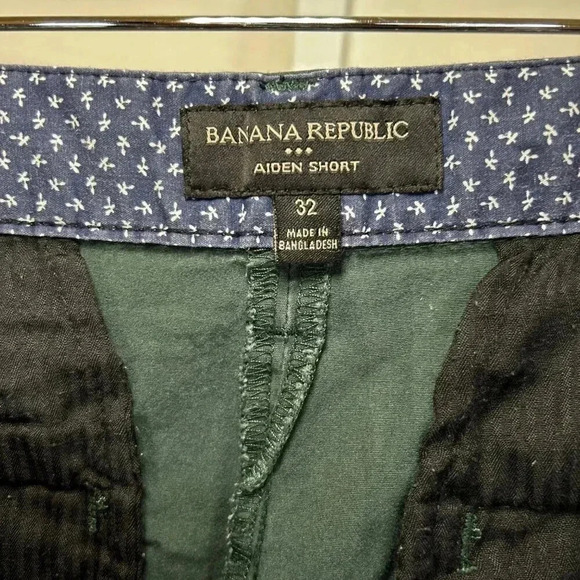 BANANA REPUBLIC
AIDEN SHORT
32
MADE IN
BANGLADESH